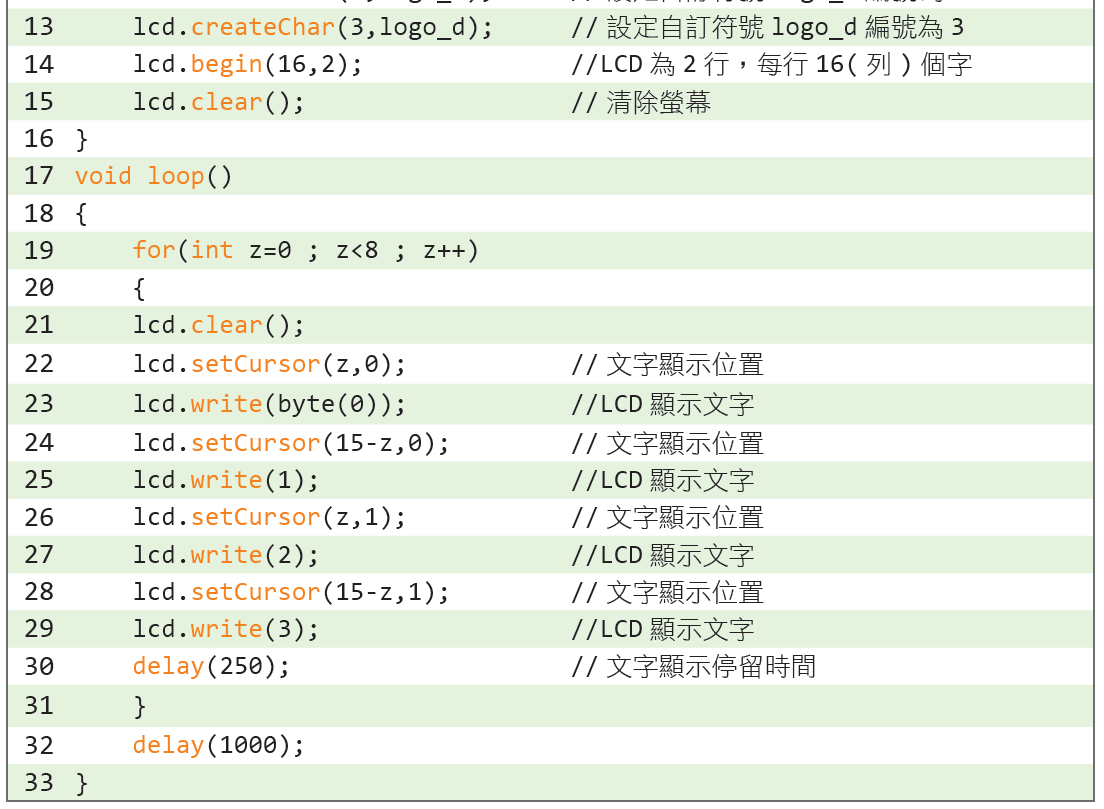 13 lcd.createChar(3,logo_d); // 設定自訂符號 logo_d 編號為 3
14 lcd.begin(16,2); //LCD 為 2 行，每行 16( 列 ) 個字
15 lcd.clear(); // 清除螢幕
16 }
17 void loop()
18 {
19 for(int z=0 ; z<8 ; z++)
20 {
21 lcd.clear();
22 lcd.setCursor(z,0); // 文字顯示位置
23 lcd.write(byte(0)); //LCD 顯示文字
24 lcd.setCursor(15-z,0); // 文字顯示位置
25 lcd.write(1); //LCD 顯示文字
26 lcd.setCursor(z,1); // 文字顯示位置
27 lcd.write(2); //LCD 顯示文字
28 lcd.setCursor(15-z,1); // 文字顯示位置
29 lcd.write(3); //LCD 顯示文字
30 delay(250); // 文字顯示停留時間
31 }
32 delay(1000);
33 }